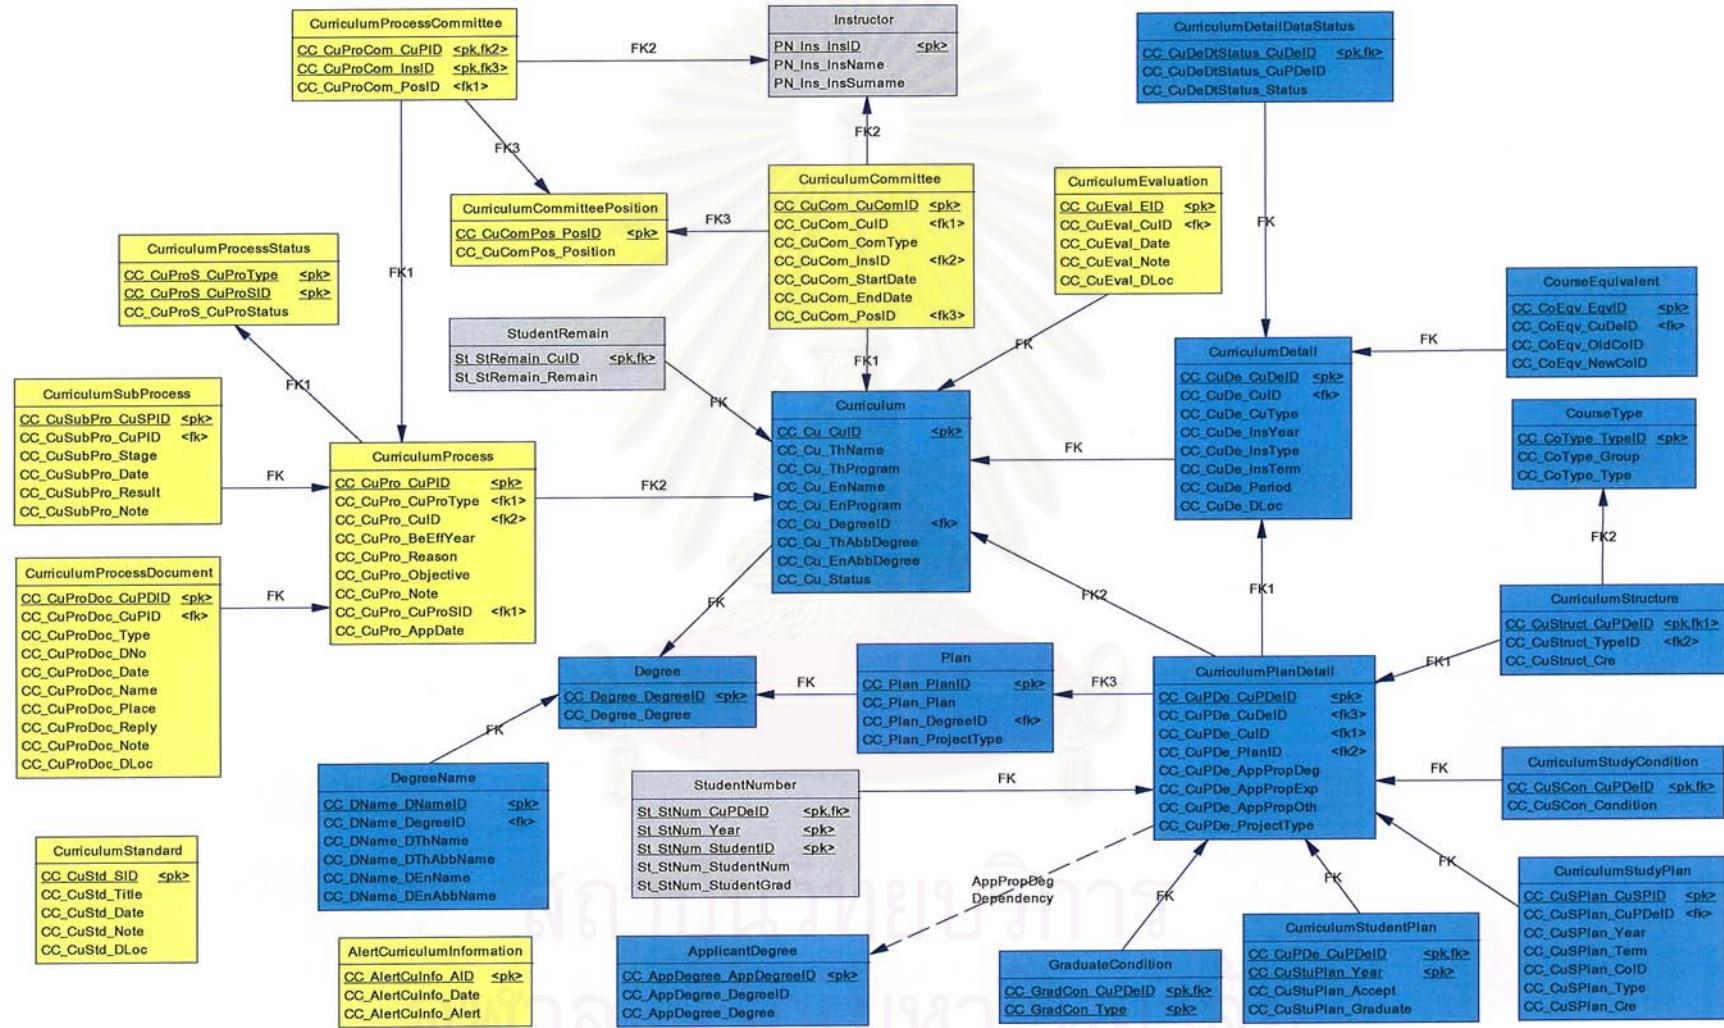 CurriculumProcessCommittee
CC_CuProCom_CuPID <pk,fk2>
CC_CuProCom_InsID <pk,fk3>
CC_CuProCom_PosID <fk1>
FK2
Instructor
PN_Ins_InsID <pk>
PN_Ins_InsName
PN_Ins_InsSurname
CurriculumDetailDataStatus
CC_CuDeDtStatus_CuDeID <pk,fk>
CC_CuDeDtStatus_CuPDeID
CC_CuDeDtStatus_Status
FK3
FK2
FK1
FK
CurriculumCommitteePosition
CC_CuComPos_PosID <pk>
CC_CuComPos_Position
FK3
CurriculumCommittee
CC_CuCom_CuComID <pk>
CC_CuCom_CuID <fk1>
CC_CuCom_ComType
CC_CuCom_InsID <fk2>
CC_CuCom_StartDate
CC_CuCom_EndDate
CC_CuCom_PosID <fk3>
CurriculumEvaluation
CC_CuEval_EID <pk>
CC_CuEval_CuID <fk>
CC_CuEval_Date
CC_CuEval_Note
CC_CuEval_DLoc
CurriculumProcessStatus
CC_CuProS_CuProType <pk>
CC_CuProS_CuProSID <pk>
CC_CuProS_CuProStatus
StudentRemain
St_StRemain_CuID <pk,fk>
St_StRemain_Remain
FK
FK1
FK
CourseEquivalent
CC_CoEqv_EqvID <pk>
CC_CoEqv_CuDeID <fk>
CC_CoEqv_OldCoID
CC_CoEqv_NewCoID
FK
CurriculumDetail
CC_CuDe_CuDeID <pk>
CC_CuDe_CuID <fk>
CC_CuDe_CuType
CC_CuDe_InsYear
CC_CuDe_InsType
CC_CuDe_InsTerm
CC_CuDe_Period
CC_CuDe_DLoc
FK
FK1
CurriculumSubProcess
CC_CuSubPro_CuSPID <pk>
CC_CuSubPro_CuPID <fk>
CC_CuSubPro_Stage
CC_CuSubPro_Date
CC_CuSubPro_Result
CC_CuSubPro_Note
FK
CurriculumProcess
CC_CuPro_CuPID <pk>
CC_CuPro_CuProType <fk1>
CC_CuPro_CuID <fk2>
CC_CuPro_BeEffYear
CC_CuPro_Reason
CC_CuPro_Objective
CC_CuPro_Note
CC_CuPro_CuProSID <fk1>
CC_CuPro_AppDate
FK2
Curriculum
CC_Cu_CuID <pk>
CC_Cu_ThName
CC_Cu_ThProgram
CC_Cu_EnName
CC_Cu_EnProgram
CC_Cu_DegreeID <fk>
CC_Cu_ThAbbDegree
CC_Cu_EnAbbDegree
CC_Cu_Status
CourseType
CC_CoType_TypeID <pk>
CC_CoType_Group
CC_CoType_Type
FK2
CurriculumProcessDocument
CC_CuProDoc_CuPDID <pk>
CC_CuProDoc_CuPID <fk>
CC_CuProDoc_Type
CC_CuProDoc_DNo
CC_CuProDoc_Date
CC_CuProDoc_Name
CC_CuProDoc_Place
CC_CuProDoc_Reply
CC_CuProDoc_Note
CC_CuProDoc_DLoc
FK
FK
FK2
FK1
CurriculumStructure
CC_CuStruct_CuPDeID <pk,fk1>
CC_CuStruct_TypeID <fk2>
CC_CuStruct_Cre
FK1
Degree
CC_Degree_DegreeID <pk>
CC_Degree_Degree
FK
Plan
CC_Plan_PlanID <pk>
CC_Plan_Plan
CC_Plan_DegreeID <fk>
CC_Plan_ProjectType
FK3
CurriculumPlanDetail
CC_CuPDe_CuPDeID <pk>
CC_CuPDe_CuDeID <fk3>
CC_CuPDe_CuID <fk1>
CC_CuPDe_PlanID <fk2>
CC_CuPDe_AppPropDeg
CC_CuPDe_AppPropExp
CC_CuPDe_AppPropOth
CC_CuPDe_ProjectType
FK
DegreeName
CC_DName_DNameID <pk>
CC_DName_DegreeID <fk>
CC_DName_DThName
CC_DName_DThAbbName
CC_DName_DEnName
CC_DName_DEnAbbName
StudentNumber
St_StNum_CuPDeID <pk,fk>
St_StNum_Year <pk>
St_StNum_StudentID <pk>
St_StNum_StudentNum
St_StNum_StudentGrad
FK
FK
CurriculumStudyCondition
CC_CuSCon_CuPDeID <pk,fk>
CC_CuSCon_Condition
CurriculumStandard
CC_CuStd_SID <pk>
CC_CuStd_Title
CC_CuStd_Date
CC_CuStd_Note
CC_CuStd_DLoc
AppPropDeg
Dependency
FK
FK
FK
CurriculumStudyPlan
CC_CuSPlan_CuSPID <pk>
CC_CuSPlan_CuPDeID <fk>
CC_CuSPlan_Year
CC_CuSPlan_Term
CC_CuSPlan_CoID
CC_CuSPlan_Type
CC_CuSPlan_Cre
สถาบันวิทยบริการ
AlertCurriculumInformation
CC_AlertCuInfo_AID <pk>
CC_AlertCuInfo_Date
CC_AlertCuInfo_Alert
ApplicantDegree
CC_AppDegree_AppDegreeID <pk>
CC_AppDegree_DegreeID
CC_AppDegree_Degree
GraduateCondition
CC_GradCon_CuPDeID <pk,fk>
CC_GradCon_Type <pk>
CurriculumStudentPlan
CC_CuPDe_CuPDeID <pk,fk>
CC_CuStuPlan_Year <pk>
CC_CuStuPlan_Accept
CC_CuStuPlan_Graduate